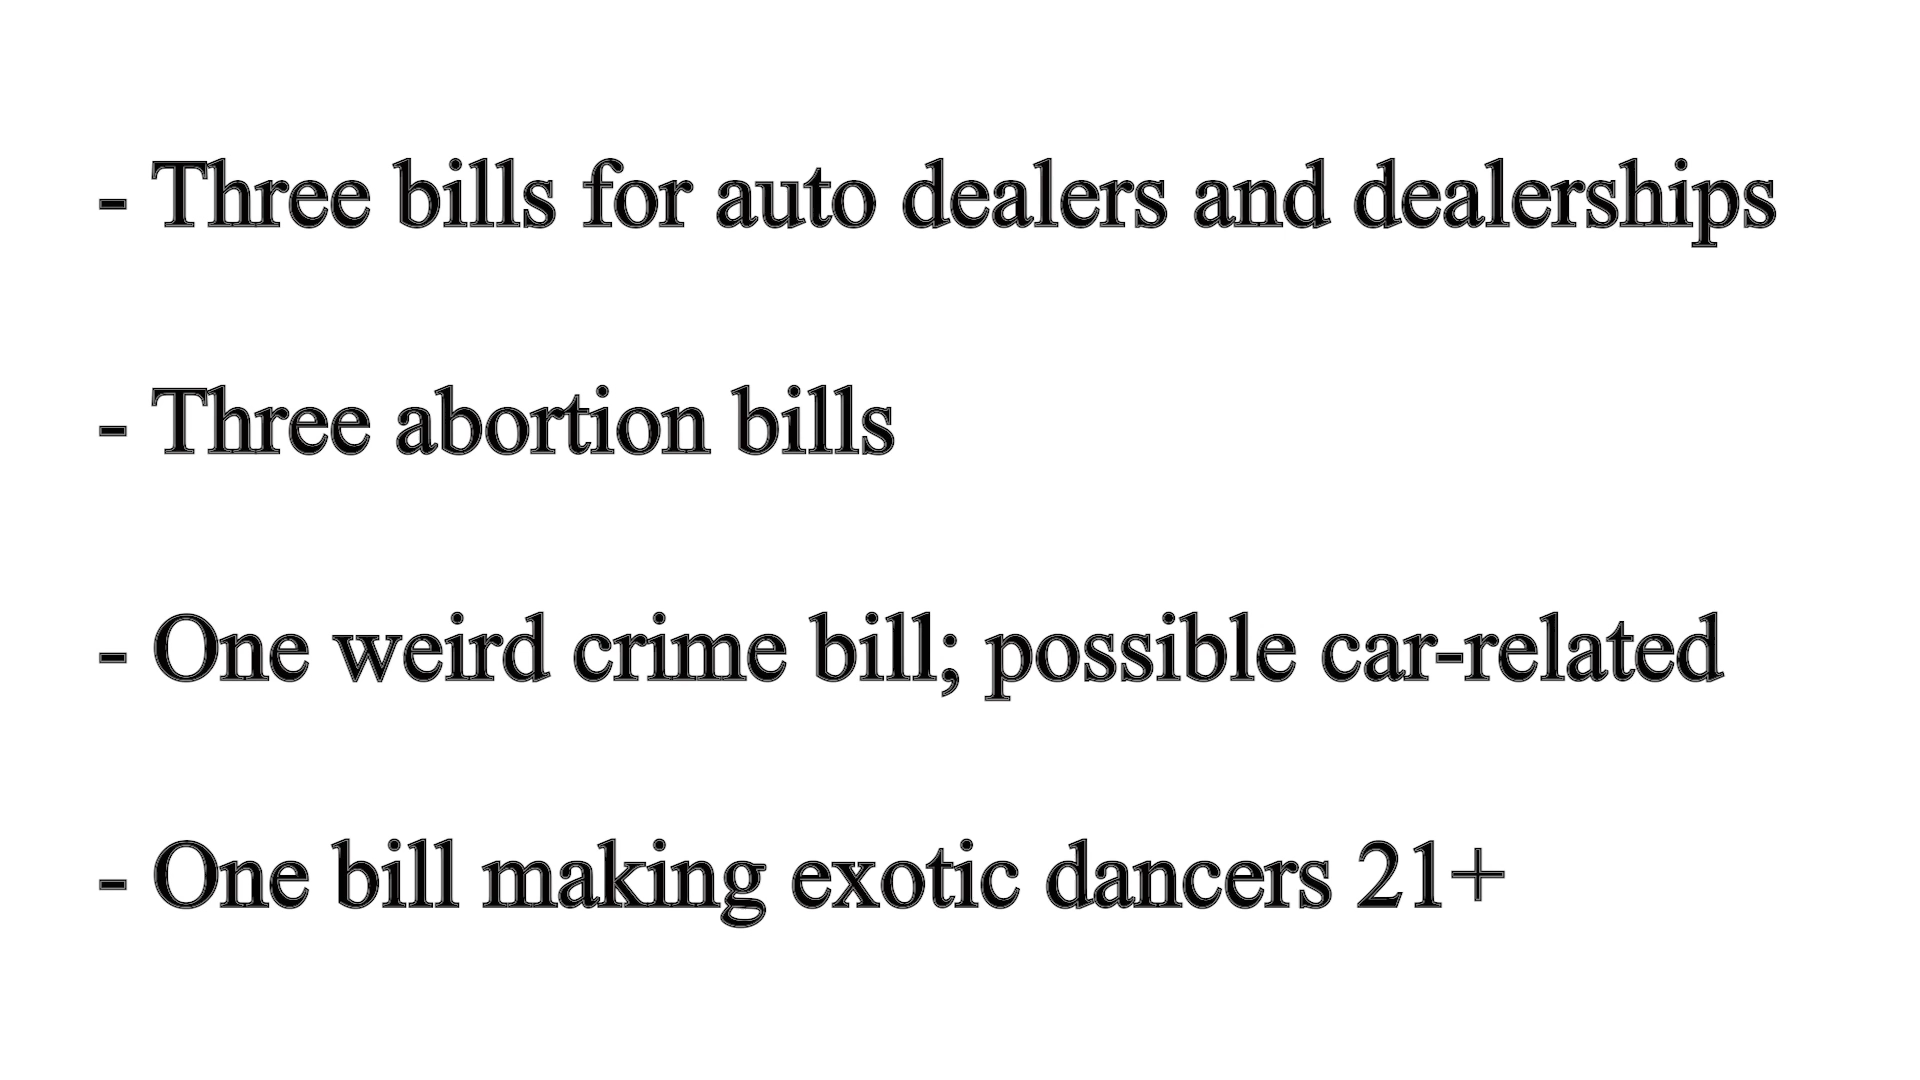 - Three bills for auto dealers and dealerships
- Three abortion bills
- One weird crime bill; possible car-related
- One bill making exotic dancers 21+